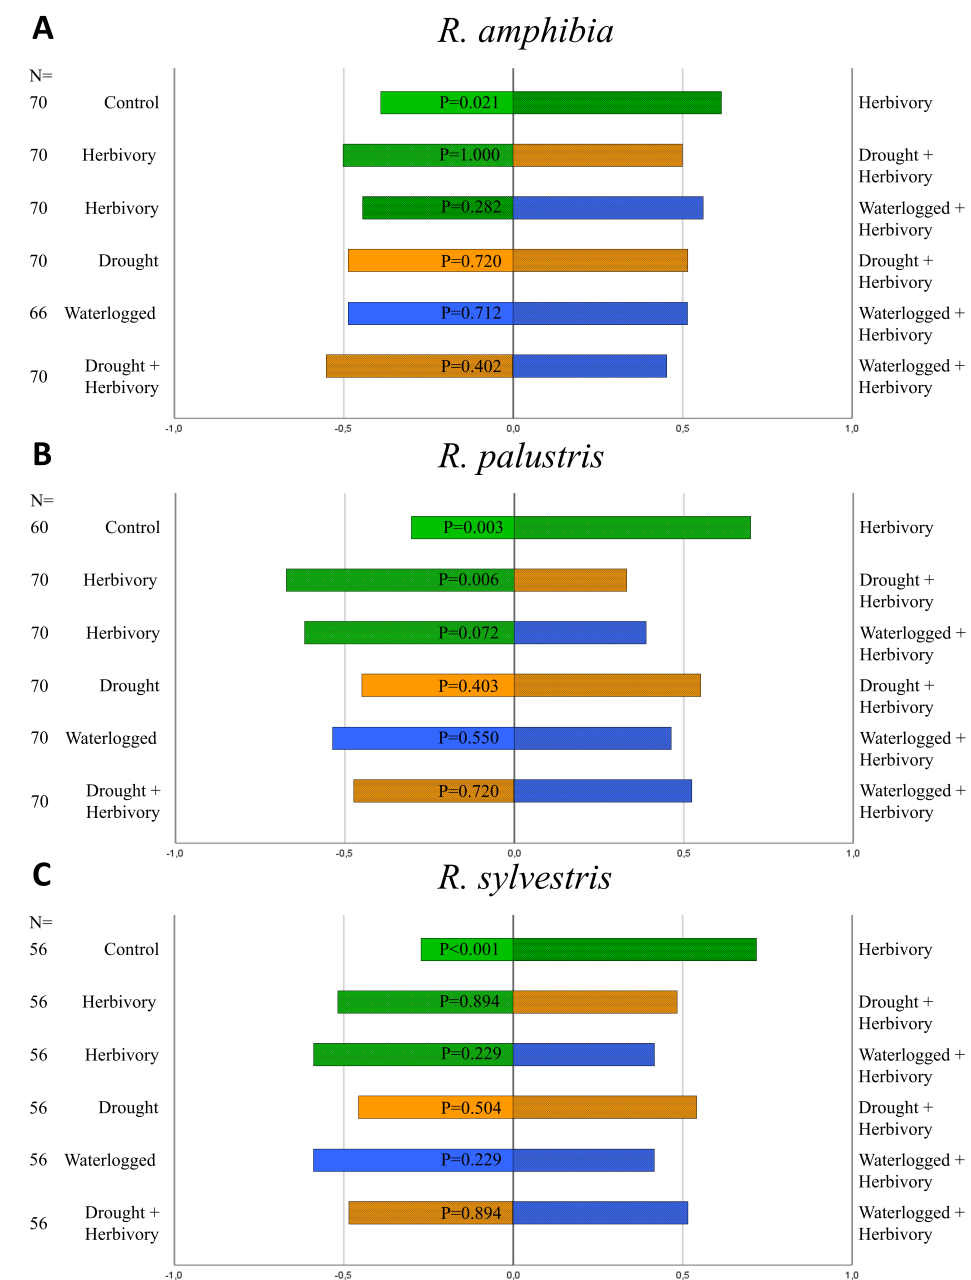 A
R. amphibia
N=
70 Control P=0.021 Herbivory
70 Herbivory P=1.000 Drought +
Herbivory
70 Herbivory P=0.282 Waterlogged +
Herbivory
70 Drought P=0.720 Drought +
Herbivory
66 Waterlogged P=0.712 Waterlogged +
Herbivory
70 Drought + P=0.402 Waterlogged +
Herbivory Herbivory
-1,0 -0,5 0,0 0,5 1,0
B
R. palustris
N=
60 Control P=0.003 Herbivory
70 Herbivory P=0.006 Drought +
Herbivory
70 Herbivory P=0.072 Waterlogged +
Herbivory
70 Drought P=0.403 Drought +
Herbivory
70 Waterlogged P=0.550 Waterlogged +
Herbivory
70 Drought + P=0.720 Waterlogged +
Herbivory Herbivory
-1,0 -0,5 0,0 0,5 1,0
C
R. sylvestris
N=
56 Control P<0.001 Herbivory
56 Herbivory P=0.894 Drought +
Herbivory
56 Herbivory P=0.229 Waterlogged +
Herbivory
56 Drought P=0.504 Drought +
Herbivory
56 Waterlogged P=0.229 Waterlogged +
Herbivory
56 Drought + P=0.894 Waterlogged +
Herbivory Herbivory
-1,0 -0,5 0,0 0,5 1,0